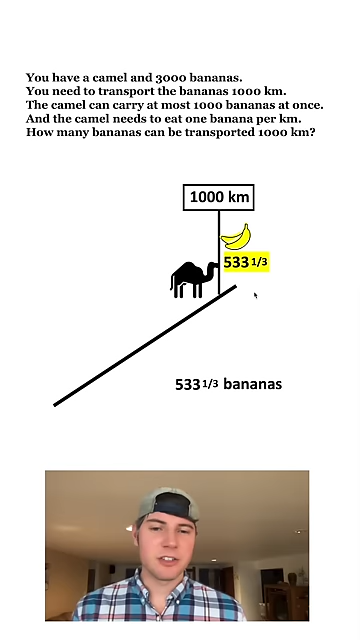 You have a camel and 3000 bananas.
You need to transport the bananas 1000 km.
The camel can carry at most 1000 bananas at once.
And the camel needs to eat one banana per km.
How many bananas can be transported 1000 km?
1000 km
533 1/3
533 1/3 bananas